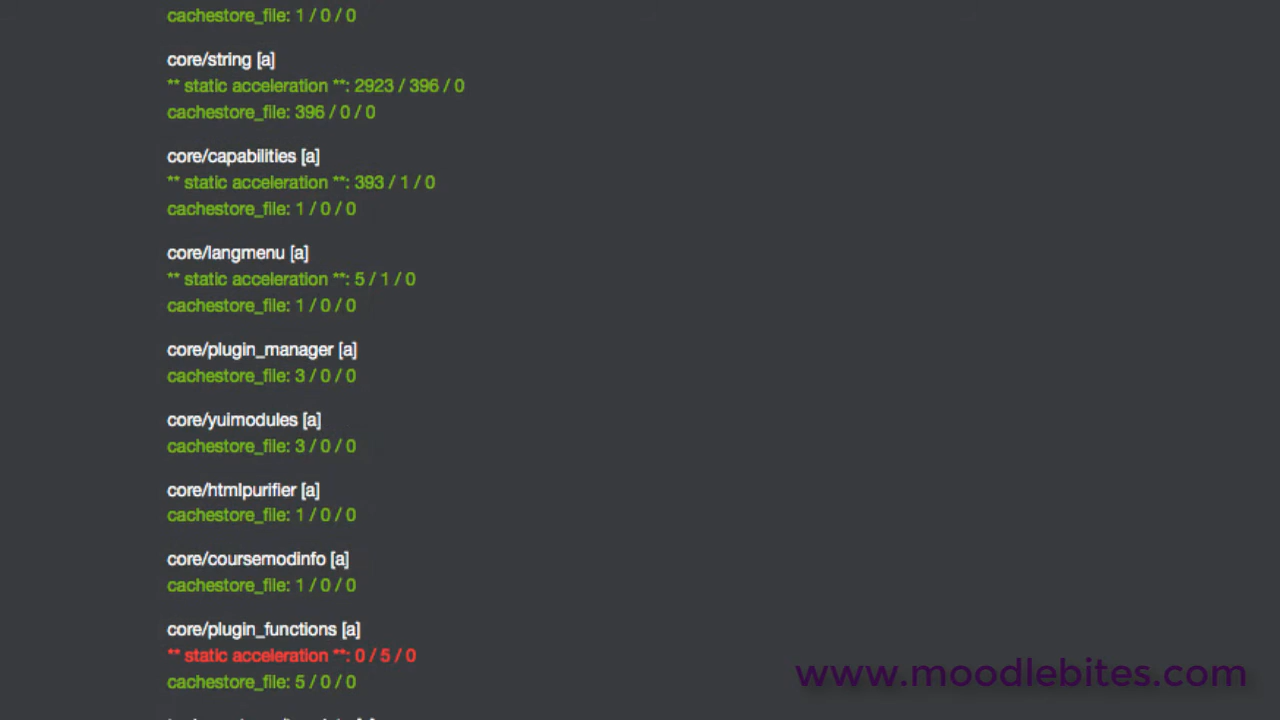 cachestore_file: 1 / 0 / 0
core/string [a]
** static acceleration **: 2923 / 396 / 0
cachestore_file: 396 / 0 / 0
core/capabilities [a]
** static acceleration **: 393 / 1 / 0
cachestore_file: 1 / 0 / 0
core/langmenu [a]
** static acceleration **: 5 / 1 / 0
cachestore_file: 1 / 0 / 0
core/plugin_manager [a]
cachestore_file: 3 / 0 / 0
core/yuimodules [a]
cachestore_file: 3 / 0 / 0
core/htmlpurifier [a]
cachestore_file: 1 / 0 / 0
core/coursemodinfo [a]
cachestore_file: 1 / 0 / 0
core/plugin_functions [a]
** static acceleration **: 0 / 5 / 0
cachestore_file: 5 / 0 / 0
www.moodlebites.com